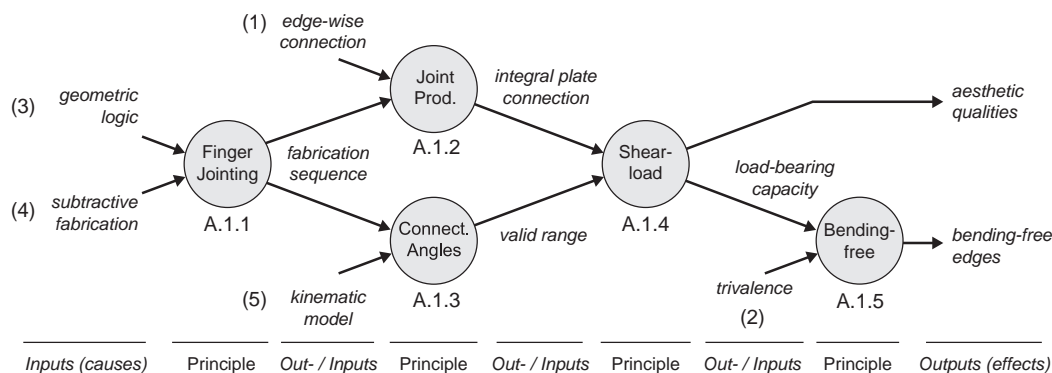 (1)
edge-wise
connection
Joint
Prod.
A.1.2
integral plate
connection
aesthetic
qualities
(3)
geometric
logic
Finger
Jointing
A.1.1
fabrication
sequence
Shear-
load
A.1.4
load-bearing
capacity
(4)
subtractive
fabrication
Connect.
Angles
A.1.3
valid range
Bending-
free
A.1.5
bending-free
edges
(5)
kinematic
model
trivalence
(2)
Inputs (causes) Principle Out- / Inputs Principle Out- / Inputs Principle Out- / Inputs Principle Outputs (effects)